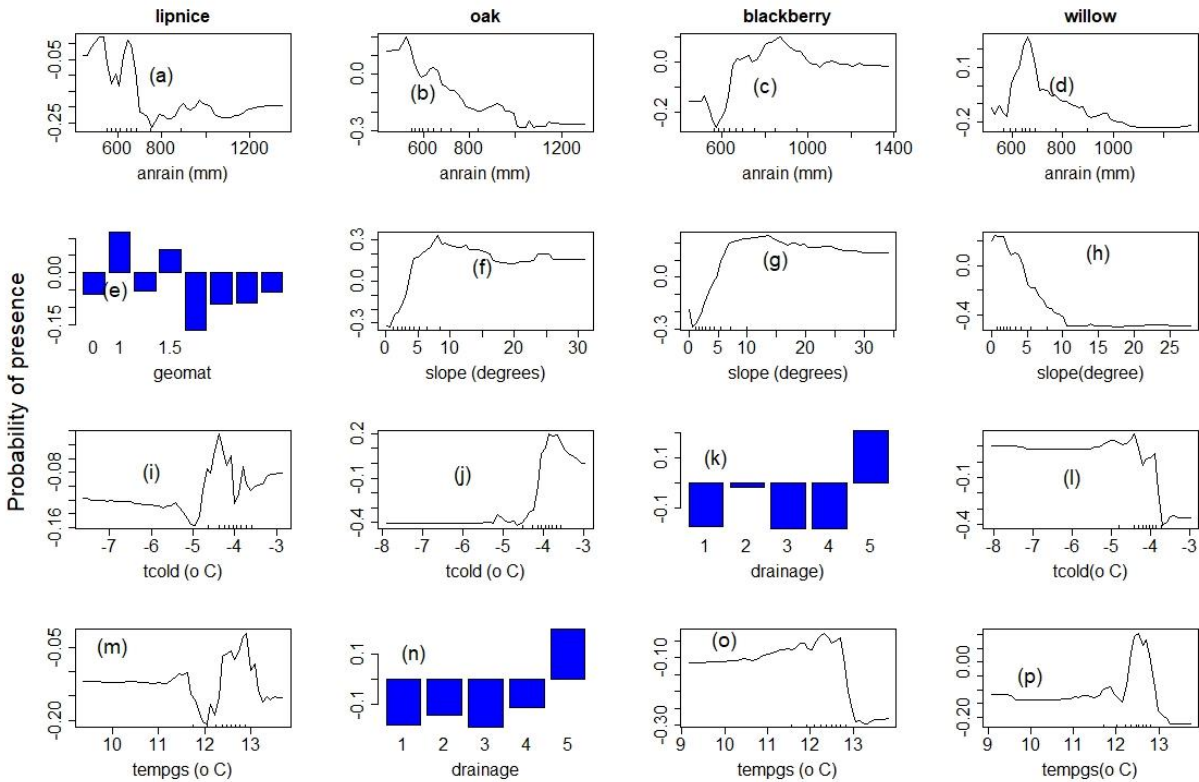 lipnice oak blackberry willow
Probability of presence
-0.05 -0.25
(a)
600 800 1200
anrain (mm)
0.0 -0.3
(b)
600 800 1200
anrain (mm)
0.0 -0.2
(c)
600 800 1000 1400
anrain (mm)
0.1 -0.2
(d)
600 800 1000
anrain (mm)
0.00 -0.15
(e)
0 1 1.5
geomat
0.3 0.0 -0.3
(f)
0 5 10 20 30
slope (degrees)
0.0 -0.3
(g)
0 5 10 20 30
slope (degrees)
0.0 -0.4
(h)
0 5 10 15 20 25
slope(degree)
-0.08 -0.16
(i)
-7 -6 -5 -4 -3
tcold (o C)
0.2 -0.1 -0.4
(j)
-8 -7 -6 -5 -4 -3
tcold (o C)
0.1 -0.1
(k)
1 2 3 4 5
drainage)
-0.1 -0.4
(l)
-8 -7 -6 -5 -4 -3
tcold(o C)
-0.05 -0.20
(m)
10 11 12 13
tempgs (o C)
0.1 -0.1
(n)
1 2 3 4 5
drainage
-0.10 -0.30
(o)
9 10 11 12 13
tempgs (o C)
0.00 -0.20
(p)
9 10 11 12 13
tempgs(o C)